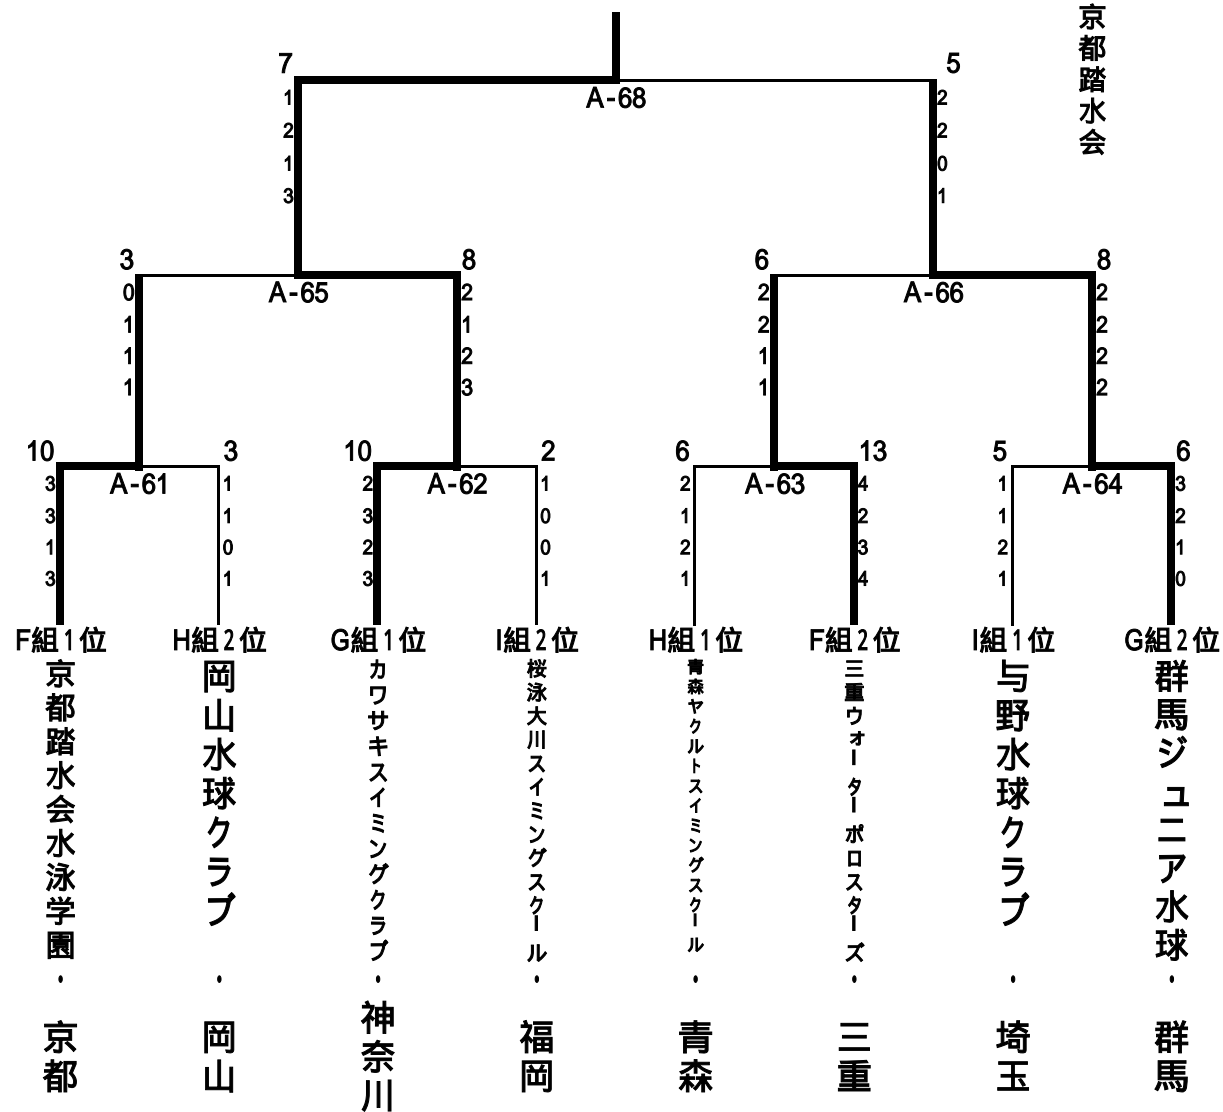 京都踏水会
7 5
A-68
1 2
2 2
1 0
3 1
3 8 6 8
A-65 A-66
0 2 2 2
1 1 2 2
1 2 1 2
1 3 1 2
10 3 10 2 6 13 5 6
A-61 A-62 A-63 A-64
3 1 2 1 2 4 1 3
3 1 3 0 1 2 1 2
1 0 2 0 2 3 2 1
3 1 3 1 1 4 1 0
F組1位 H組2位 G組1位 I組2位 H組1位 F組2位 I組1位 G組2位
京都踏水会水泳学園・京都
岡山水球クラブ・岡山
カワサキスイミングクラブ・神奈川
桜泳大川スイミングスクール・福岡
青森ヤクルトスイミングスクール・青森
三重ウォーターポロスターズ・三重
与野水球クラブ・埼玉
群馬ジュニア水球・群馬